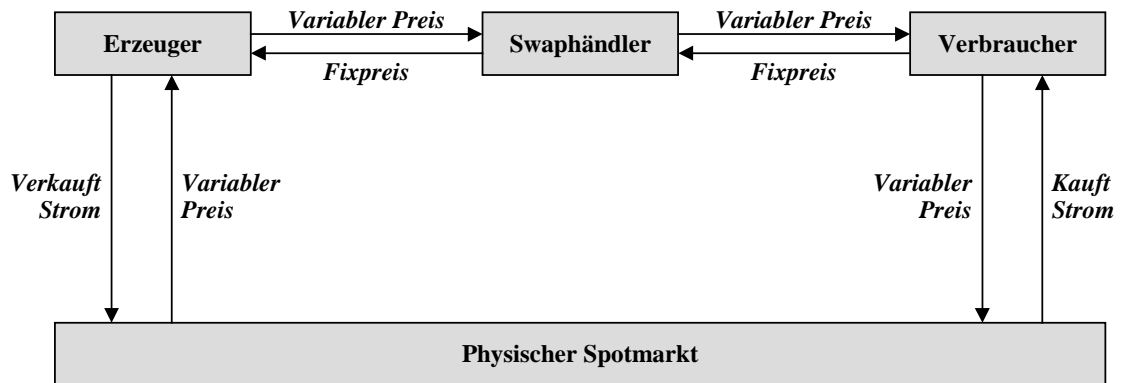 Variabler Preis
Variabler Preis
Erzeuger
Swaphändler
Verbraucher
Fixpreis
Fixpreis
Verkauft
Strom
Variabler
Preis
Variabler
Preis
Kauft
Strom
Physischer Spotmarkt